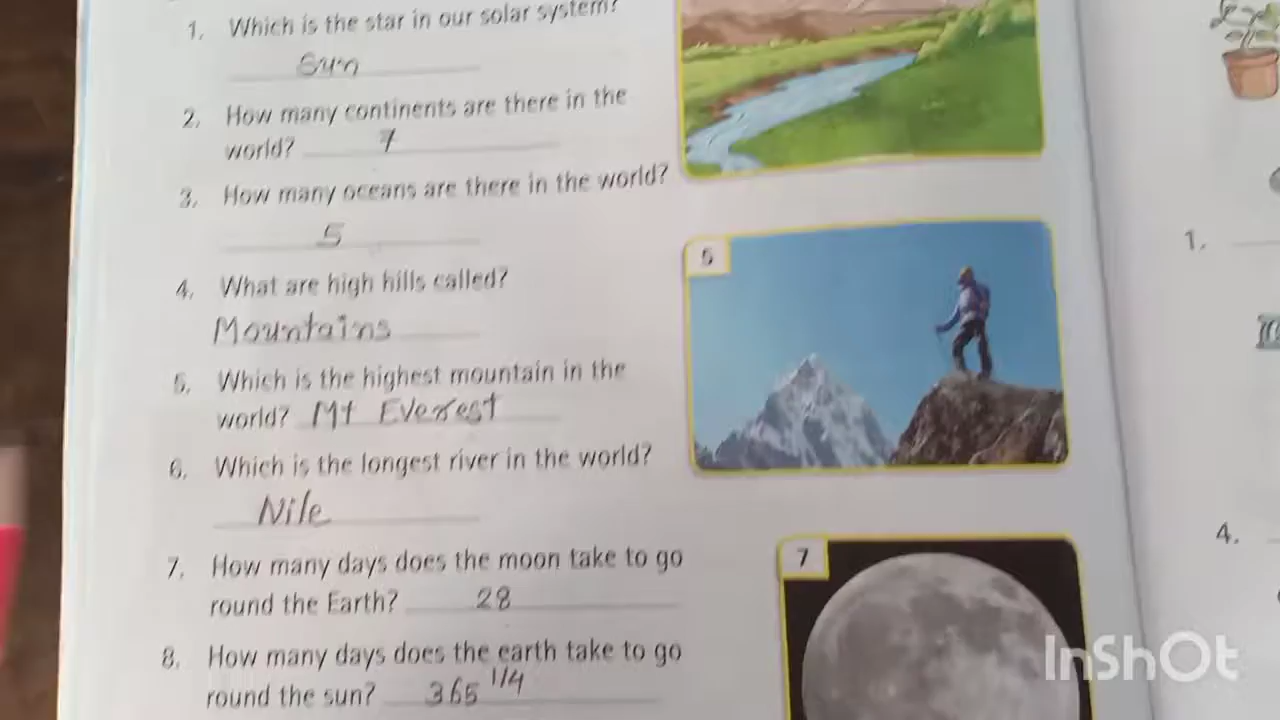 1. Which is the star in our solar system?
Sun
2. How many continents are there in the
world? 7
3. How many oceans are there in the world?
5
4. What are high hills called?
Mountains
5. Which is the highest mountain in the
world? Mt Everest
6. Which is the longest river in the world?
Nile
7. How many days does the moon take to go
round the Earth? 28
8. How many days does the earth take to go
round the sun? 365 1/4
5
7
1.
4.
InShOt